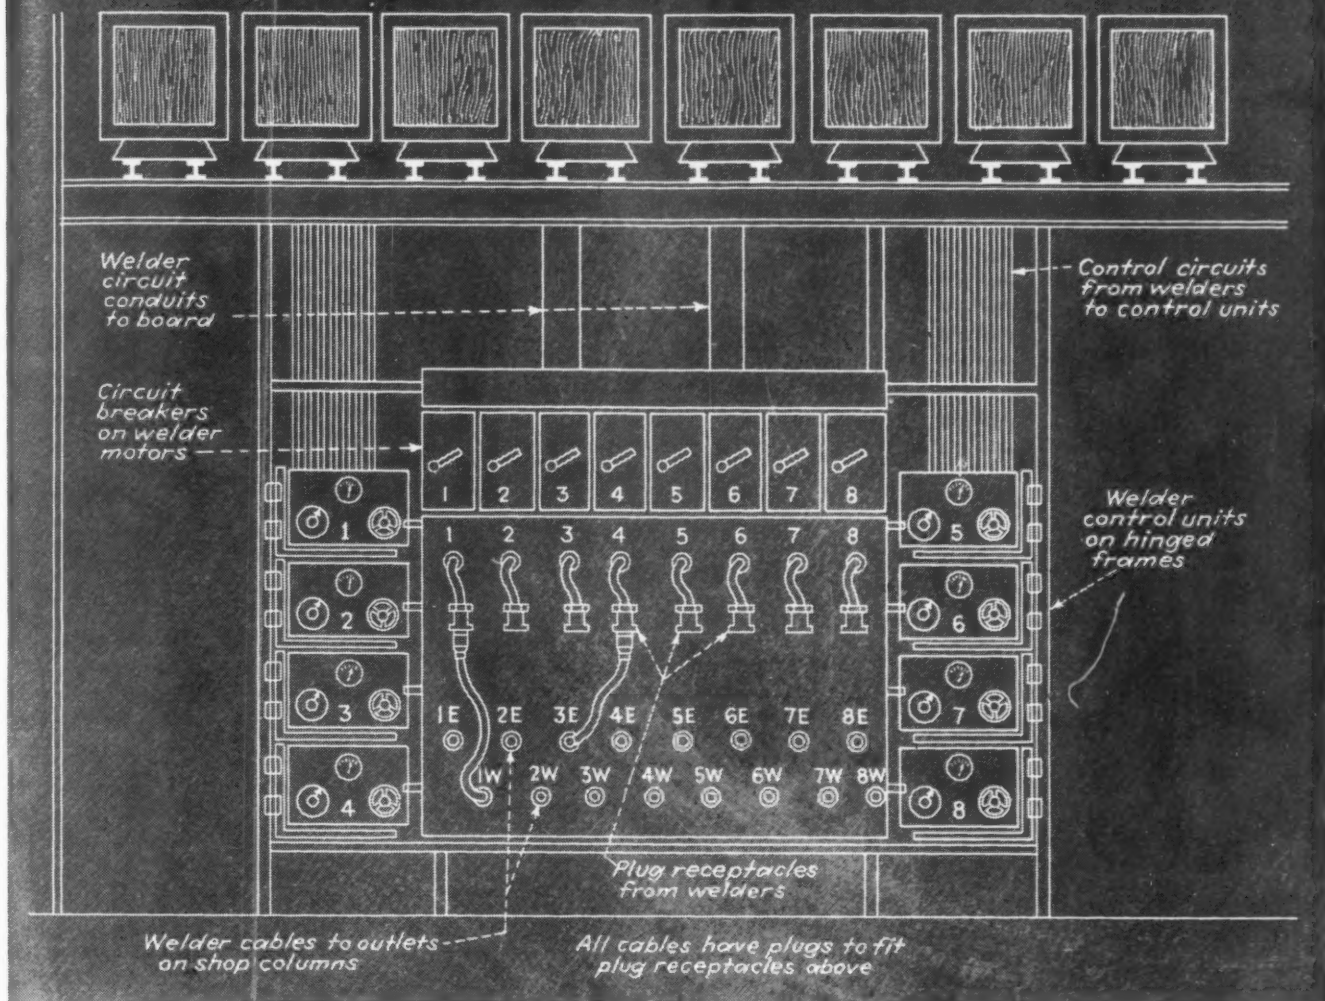 Welder
circuit
conduits
to board
Control circuits
from welders
to control units
Circuit
breakers
on welder
motors
1 2 3 4 5 6 7 8
Welder
control units
on hinged
frames
1 2 3 4 5 6 7 8
1
2
3
4
5
6
7
8
1E 2E 3E 4E 5E 6E 7E 8E
1W 2W 3W 4W 5W 6W 7W 8W
Plug receptacles
from welders
Welder cables to outlets
on shop columns
All cables have plugs to fit
plug receptacles above